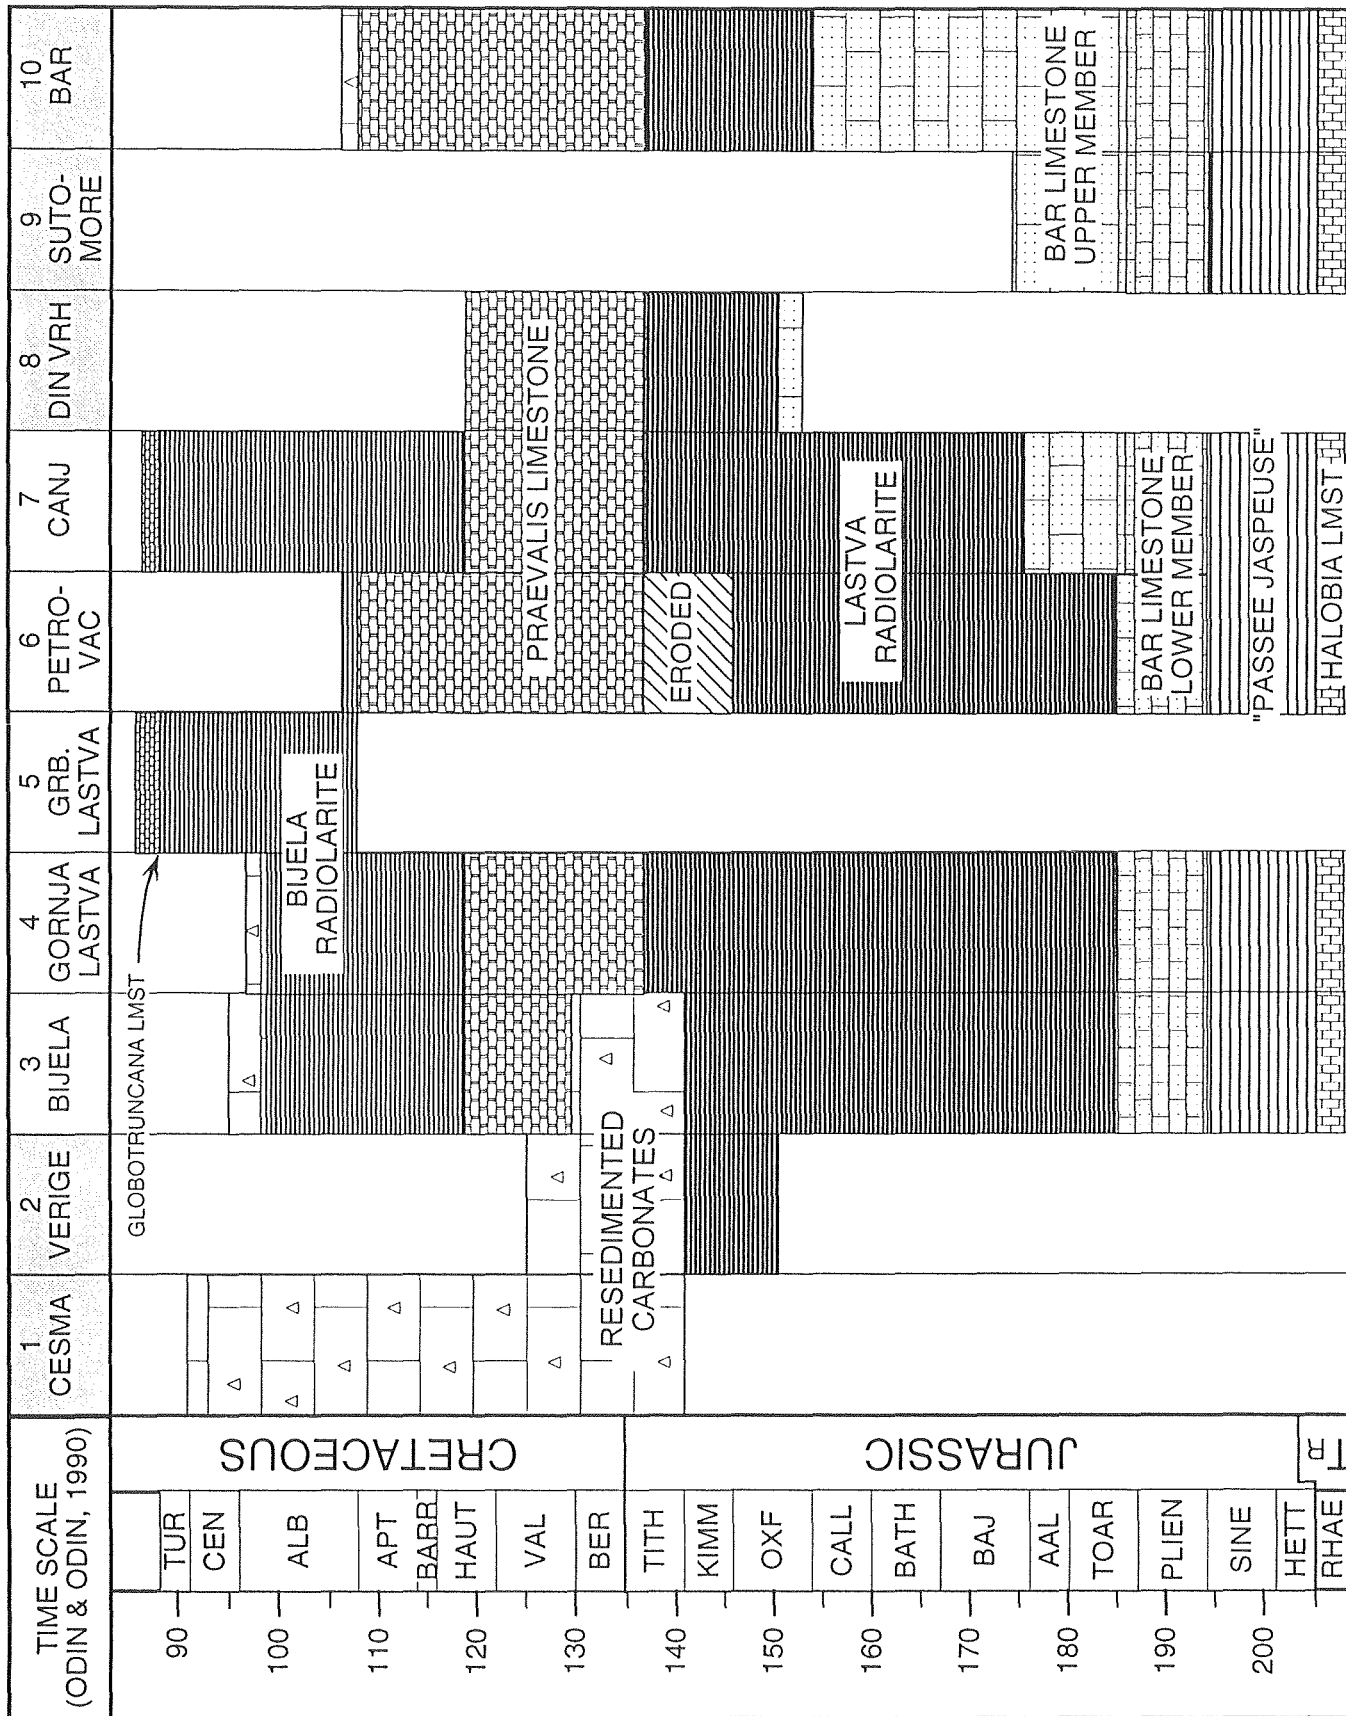 TIME SCALE
(ODIN & ODIN, 1990)
1
CESMA
2
VERIGE
3
BIJELA
4
GORNJA
LASTVA
5
GRB.
LASTVA
6
PETRO-
VAC
7
CANJ
8
DIN VRH
9
SUTO-
MORE
10
BAR
90
100
110
120
130
140
150
160
170
180
190
200
TUR
CEN
ALB
APT
BARR
HAUT
VAL
BER
TITH
KIMM
OXF
CALL
BATH
BAJ
AAL
TOAR
PLIEN
SINE
HETT
RHAE
CRETACEOUS
JURASSIC
TR
GLOBOTRUNCANA LMST
BIJELA
RADIOLARITE
PRAEVALIS LIMESTONE
RESEDIMENTED
CARBONATES
ERODED
LASTVA
RADIOLARITE
BAR LIMESTONE
UPPER MEMBER
BAR LIMESTONE
LOWER MEMBER
"PASSEE JASPEUSE"
HALOBIA LMST